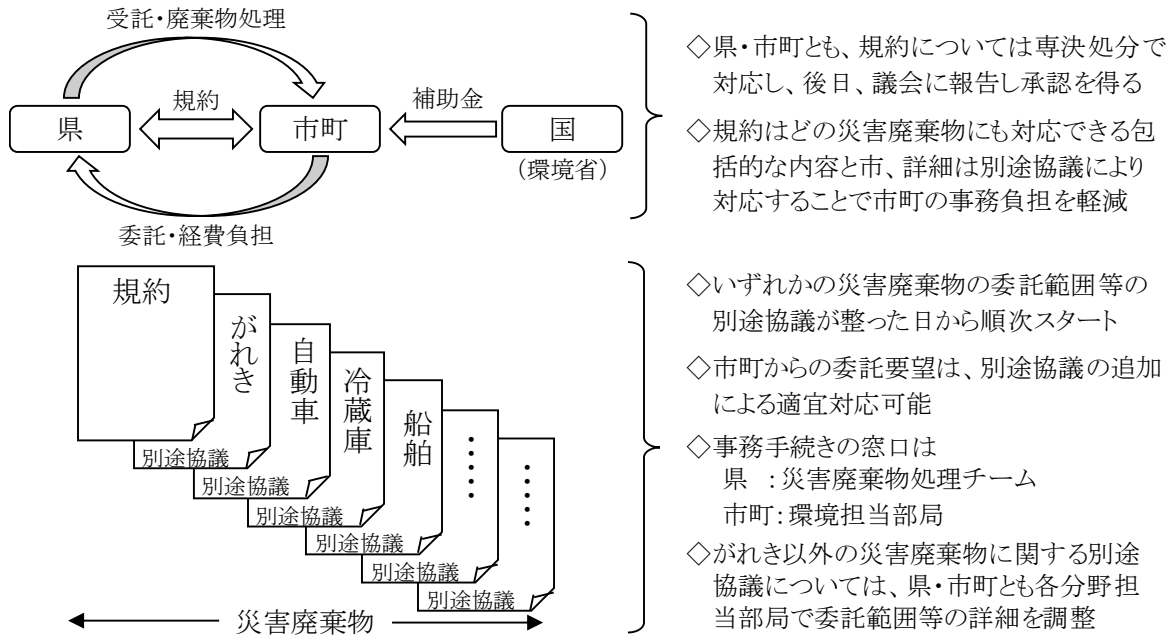 受託・廃棄物処理
県
規約
市町
補助金
国
(環境省)
委託・経費負担
◇県・市町とも、規約については専決処分で
対応し、後日、議会に報告し承認を得る
◇規約はどの災害廃棄物にも対応できる包
括的な内容と市、詳細は別途協議により
対応することで市町の事務負担を軽減
規約
がれき
別途協議
自動車
別途協議
冷蔵庫
別途協議
船舶
別途協議
・・・・・
別途協議
・・・・・
別途協議
災害廃棄物
◇いずれかの災害廃棄物の委託範囲等の
別途協議が整った日から順次スタート
◇市町からの委託要望は、別途協議の追加
による適宜対応可能
◇事務手続きの窓口は
県　：災害廃棄物処理チーム
市町：環境担当部局
◇がれき以外の災害廃棄物に関する別途
協議については、県・市町とも各分野担
当部局で委託範囲等の詳細を調整